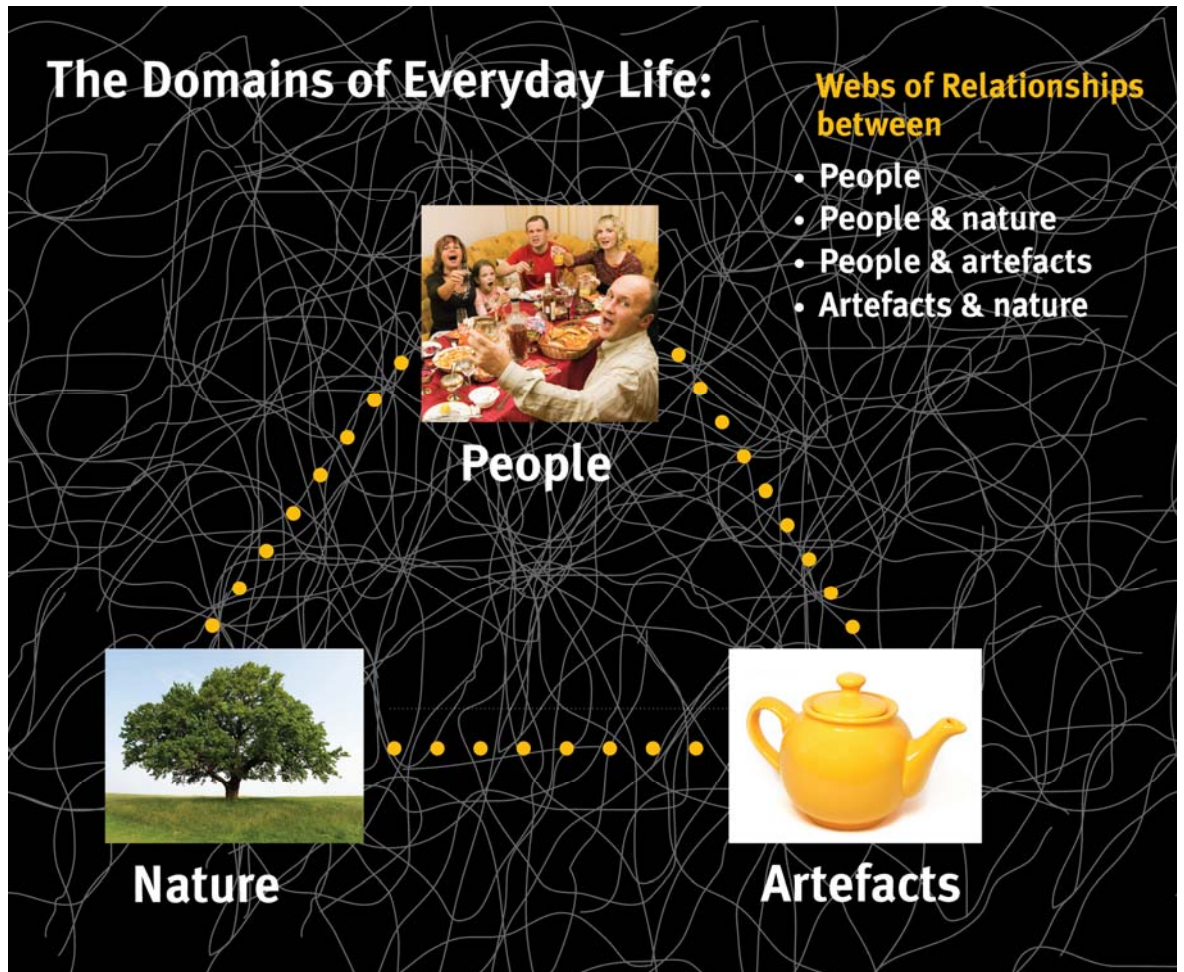 The Domains of Everyday Life:
Webs of Relationships
between
• People
• People & nature
• People & artefacts
• Artefacts & nature
People
Nature
Artefacts